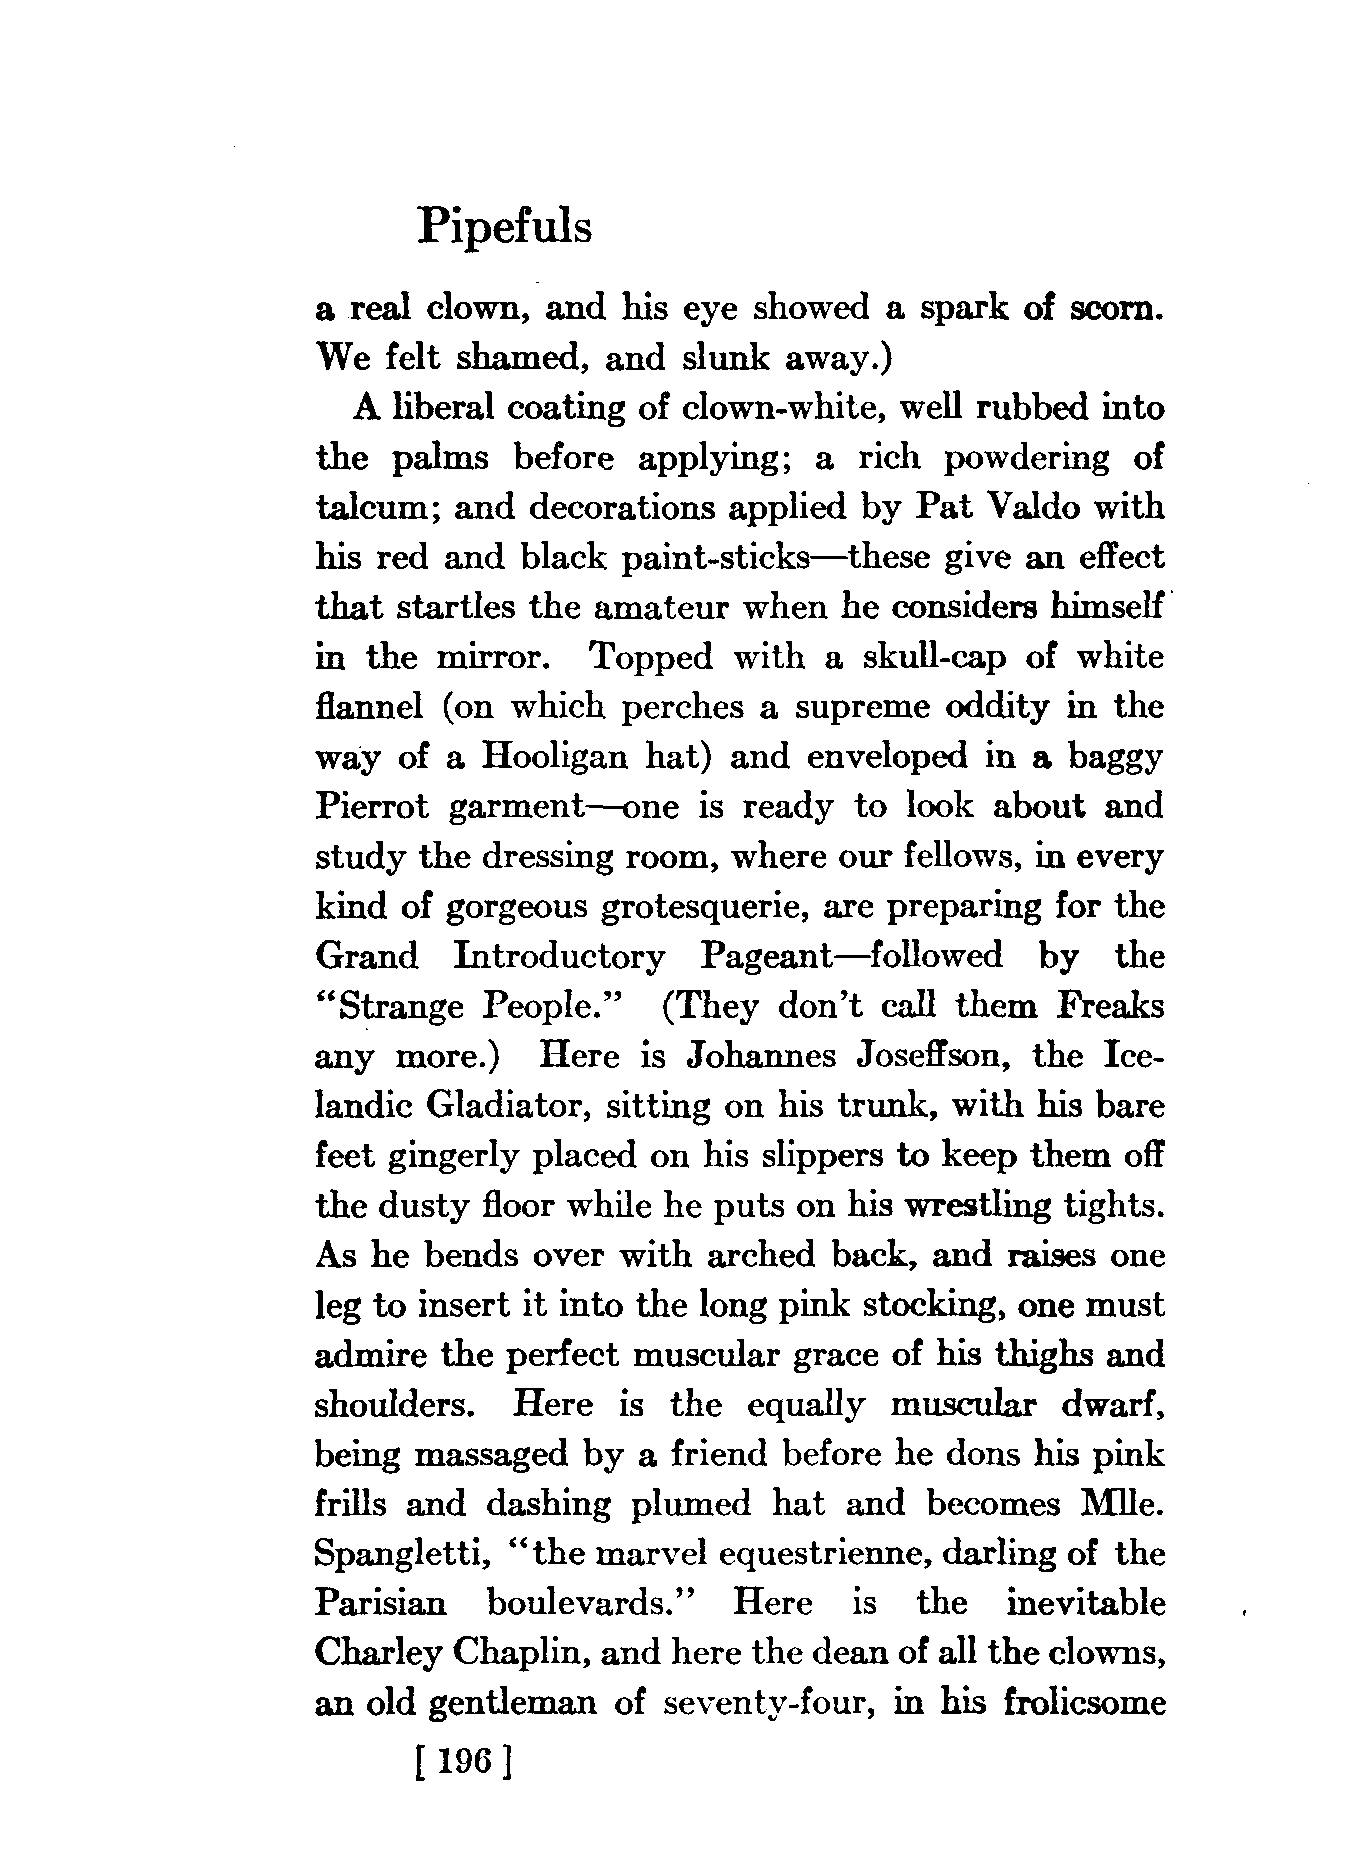 Pipefuls
a real clown, and his eye showed a spark of scorn.
We felt shamed, and slunk away.)
A liberal coating of clown-white, well rubbed into
the palms before applying; a rich powdering of
talcum; and decorations applied by Pat Valdo with
his red and black paint-sticks—these give an effect
that startles the amateur when he considers himself
in the mirror. Topped with a skull-cap of white
flannel (on which perches a supreme oddity in the
way of a Hooligan hat) and enveloped in a baggy
Pierrot garment—one is ready to look about and
study the dressing room, where our fellows, in every
kind of gorgeous grotesquerie, are preparing for the
Grand Introductory Pageant—followed by the
“Strange People.” (They don’t call them Freaks
any more.) Here is Johannes Joseffson, the Ice-
landic Gladiator, sitting on his trunk, with his bare
feet gingerly placed on his slippers to keep them off
the dusty floor while he puts on his wrestling tights.
As he bends over with arched back, and raises one
leg to insert it into the long pink stocking, one must
admire the perfect muscular grace of his thighs and
shoulders. Here is the equally muscular dwarf,
being massaged by a friend before he dons his pink
frills and dashing plumed hat and becomes Mlle.
Spangletti, “the marvel equestrienne, darling of the
Parisian boulevards.” Here is the inevitable
Charley Chaplin, and here the dean of all the clowns,
an old gentleman of seventy-four, in his frolicsome
[ 196 ]